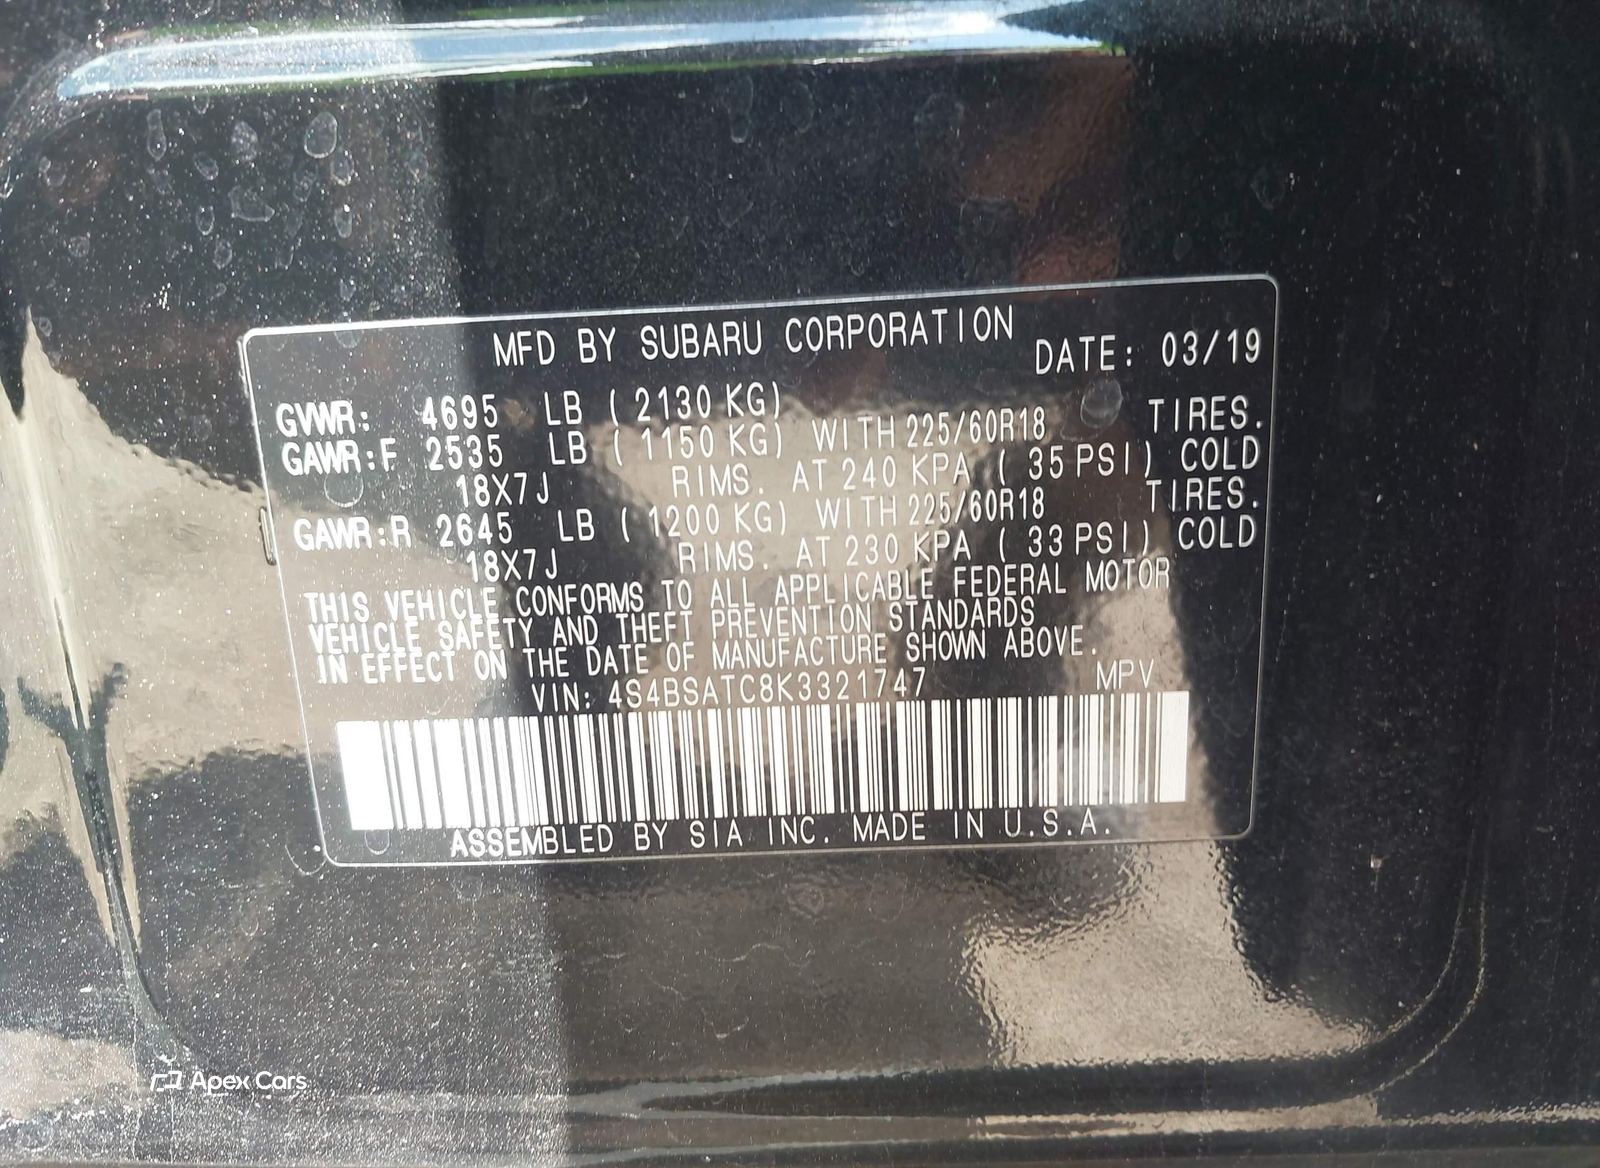 MFD BY SUBARU CORPORATION
DATE: 03/19
GVWR: 4695 LB ( 2130 KG)
GAWR:F 2535 LB ( 1150 KG) WITH 225/60R18 TIRES.
18X7J RIMS. AT 240 KPA ( 35 PSI) COLD
GAWR:R 2645 LB ( 1200 KG) WITH 225/60R18 TIRES.
18X7J RIMS. AT 230 KPA ( 33 PSI) COLD
THIS VEHICLE CONFORMS TO ALL APPLICABLE FEDERAL MOTOR
VEHICLE SAFETY AND THEFT PREVENTION STANDARDS
IN EFFECT ON THE DATE OF MANUFACTURE SHOWN ABOVE.
VIN: 4S4BSATC8K3321747 MPV
ASSEMBLED BY SIA INC. MADE IN U.S.A.
Apex Cars